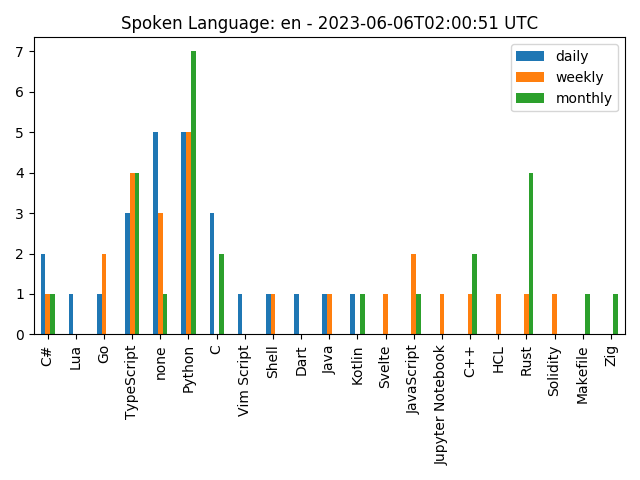 Spoken Language: en - 2023-06-06T02:00:51 UTC
daily
weekly
monthly
7
6
5
4
3
2
1
0
C#
Lua
Go
TypeScript
none
Python
C
Vim Script
Shell
Dart
Java
Kotlin
Svelte
JavaScript
Jupyter Notebook
C++
HCL
Rust
Solidity
Makefile
Zig